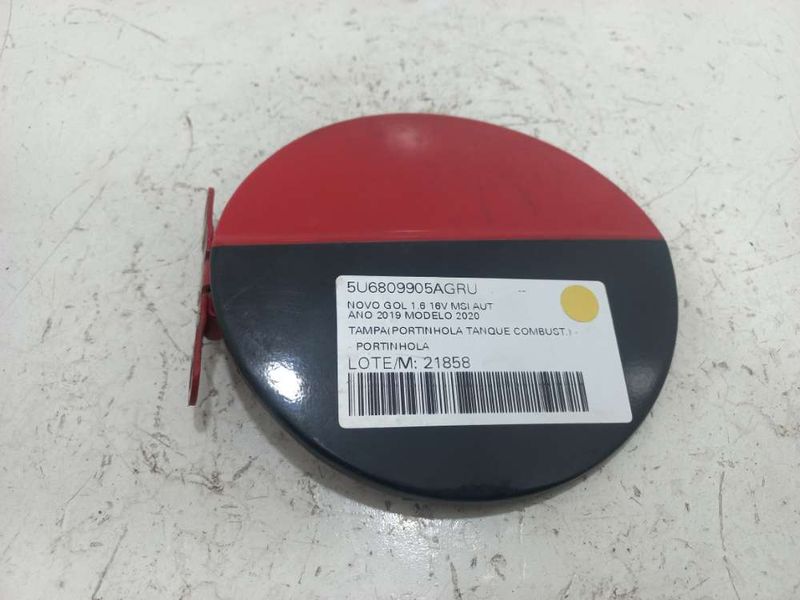 5U6809905AGRU
NOVO GOL 1.6 16V MSI AUT
ANO 2019 MODELO 2020
TAMPA(PORTINHOLA TANQUE COMBUST.) -
- PORTINHOLA
LOTE/M: 21858